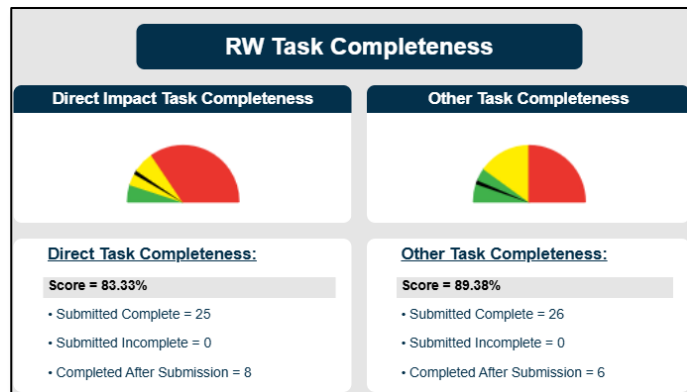 RW Task Completeness
Direct Impact Task Completeness
Other Task Completeness
Direct Task Completeness:
Score = 83.33%
• Submitted Complete = 25
• Submitted Incomplete = 0
• Completed After Submission = 8
Other Task Completeness:
Score = 89.38%
• Submitted Complete = 26
• Submitted Incomplete = 0
• Completed After Submission = 6